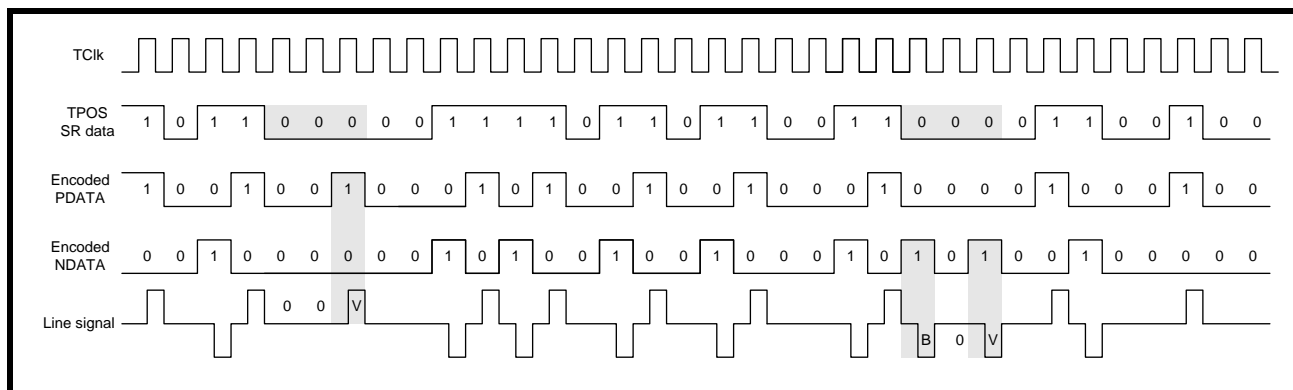 TClk
TPOS
SR data
1 0 1 1 0 0 0 0 0 1 1 1 1 0 1 1 0 1 1 0 0 1 1 0 0 0 0 1 1 0 0 1 0 0
Encoded
PDATA
1 0 0 1 0 0 1 0 0 0 1 0 1 0 0 1 0 0 1 0 0 0 1 0 0 0 0 1 0 0 0 1 0 0
Encoded
NDATA
0 0 1 0 0 0 0 0 0 1 0 1 0 0 1 0 0 1 0 0 0 1 0 1 0 1 0 0 1 0 0 0 0 0
Line signal
0 0 V
B 0 V